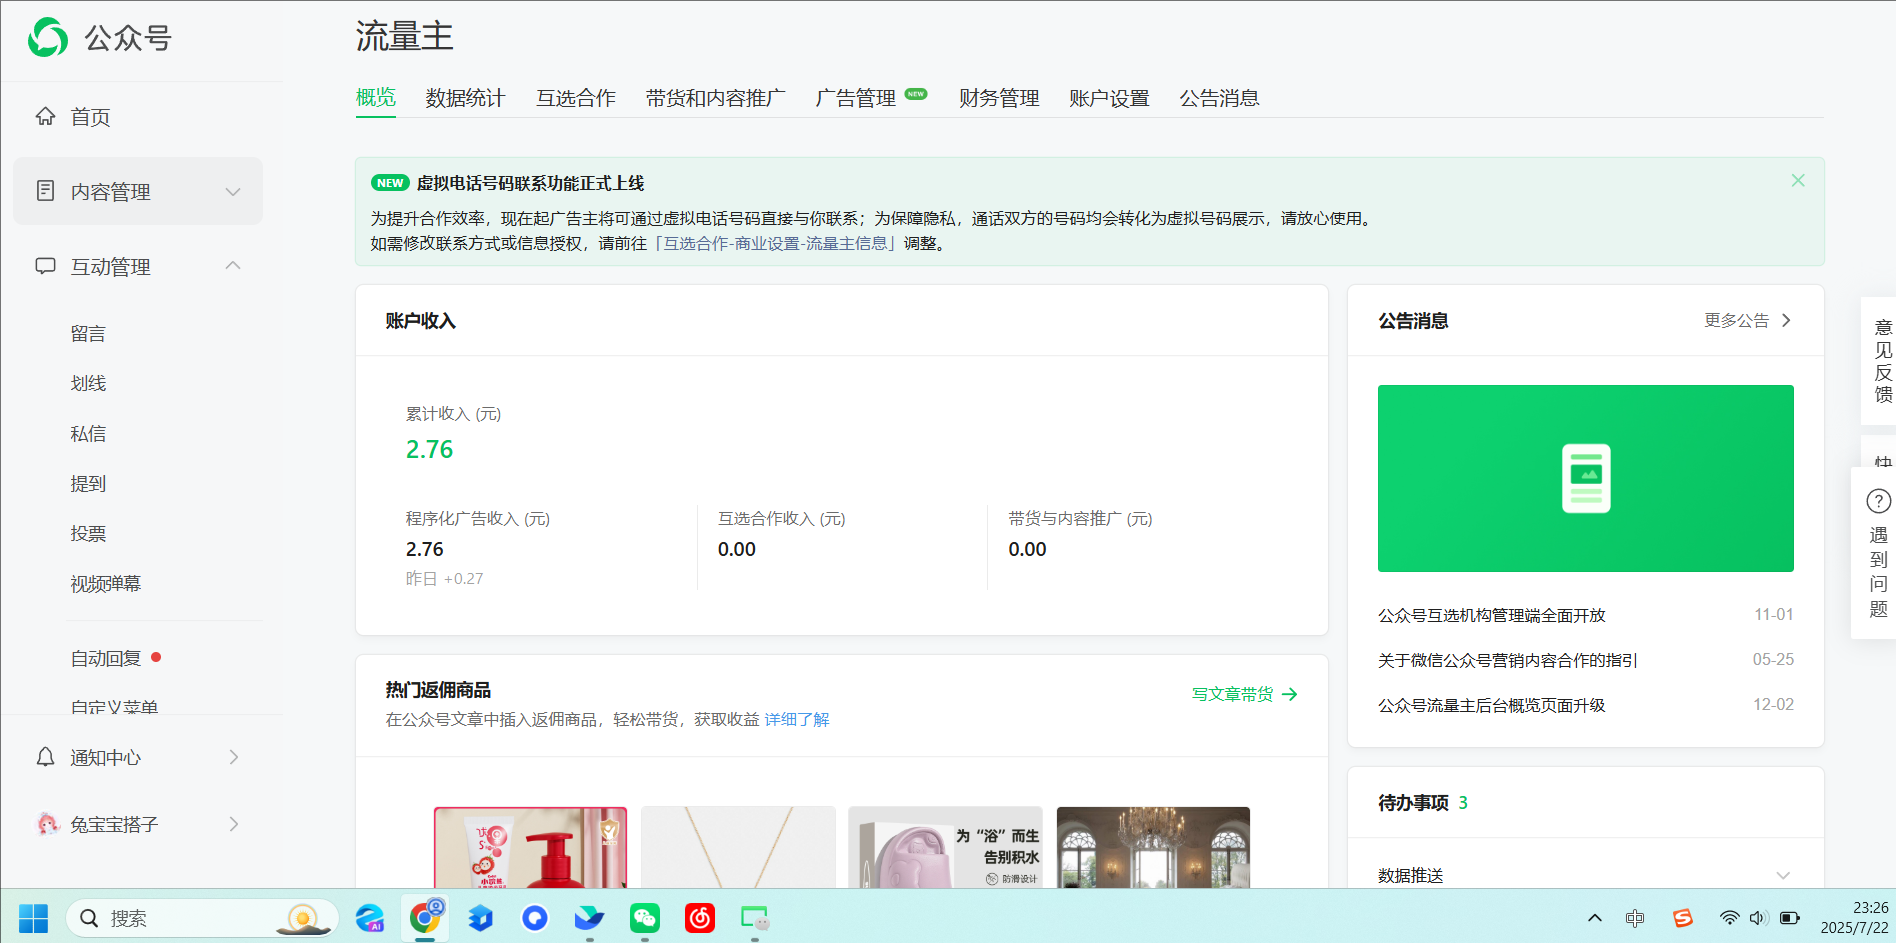 公众号
首页
内容管理
互动管理
留言
划线
私信
提到
投票
视频弹幕
自动回复
自定义菜单
通知中心
兔宝宝搭子
流量主
概览 数据统计 互选合作 带货和内容推广 广告管理 NEW 财务管理 账户设置 公告消息
NEW 虚拟电话号码联系功能正式上线
为提升合作效率，现在起广告主将可通过虚拟电话号码直接与你联系；为保障隐私，通话双方的号码均会转化为虚拟号码展示，请放心使用。
如需修改联系方式或信息授权，请前往「互选合作-商业设置-流量主信息」调整。
账户收入
累计收入 (元)
2.76
程序化广告收入 (元) 互选合作收入 (元) 带货与内容推广 (元)
2.76 0.00 0.00
昨日 +0.27
热门返佣商品
写文章带货
在公众号文章中插入返佣商品，轻松带货，获取收益 详细了解
为“浴”而生
告别积水
防滑设计
公告消息 更多公告
公众号互选机构管理端全面开放 11-01
关于微信公众号营销内容合作的指引 05-25
公众号流量主后台概览页面升级 12-02
待办事项 3
数据推送
意见反馈
快
?
遇到问题
搜索
AI
中
23:26
2025/7/22